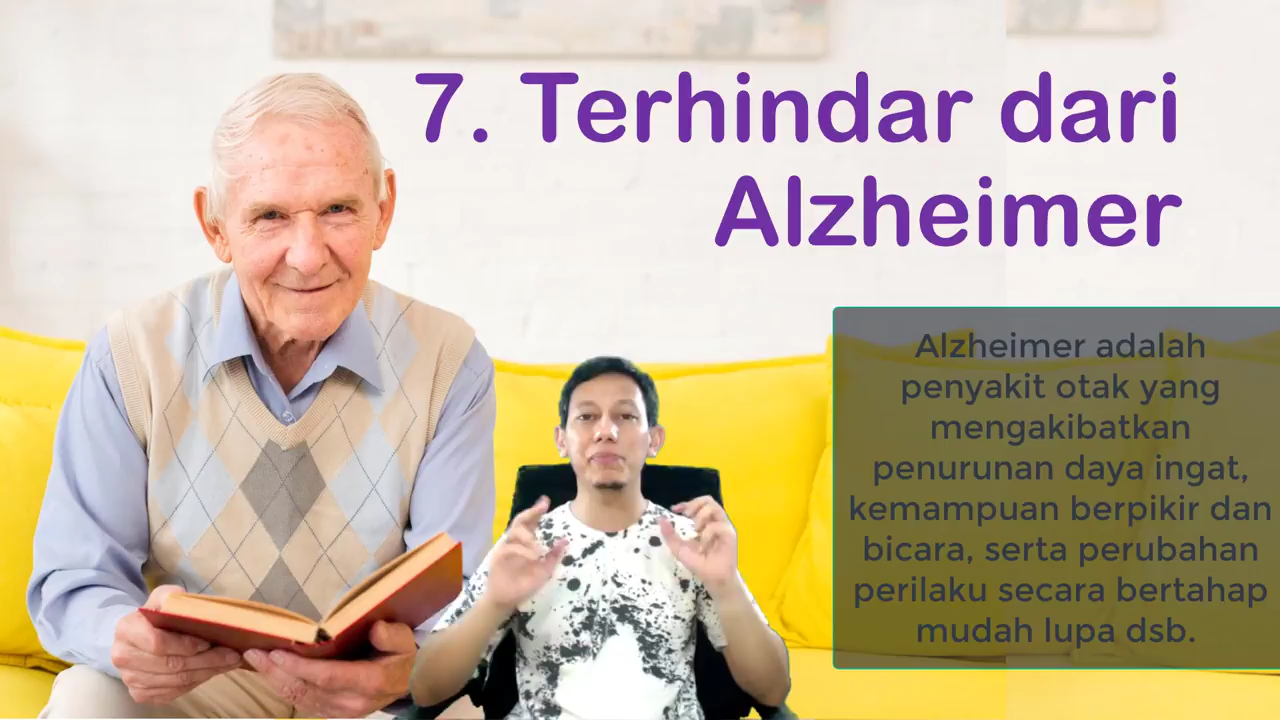 7. Terhindar dari
Alzheimer
Alzheimer adalah
penyakit otak yang
mengakibatkan
penurunan daya ingat,
kemampuan berpikir dan
bicara, serta perubahan
perilaku secara bertahap
mudah lupa dsb.